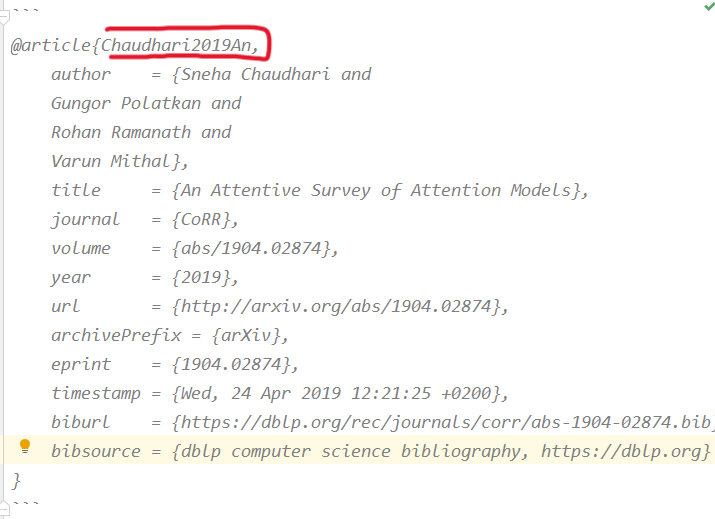 ```
@article{Chaudhari2019An,
    author    = {Sneha Chaudhari and
    Gungor Polatkan and
    Rohan Ramanath and
    Varun Mithal},
    title     = {An Attentive Survey of Attention Models},
    journal   = {CoRR},
    volume    = {abs/1904.02874},
    year      = {2019},
    url       = {http://arxiv.org/abs/1904.02874},
    archivePrefix = {arXiv},
    eprint    = {1904.02874},
    timestamp = {Wed, 24 Apr 2019 12:21:25 +0200},
    biburl    = {https://dblp.org/rec/journals/corr/abs-1904-02874.bib}
    bibsource = {dblp computer science bibliography, https://dblp.org}
}
```